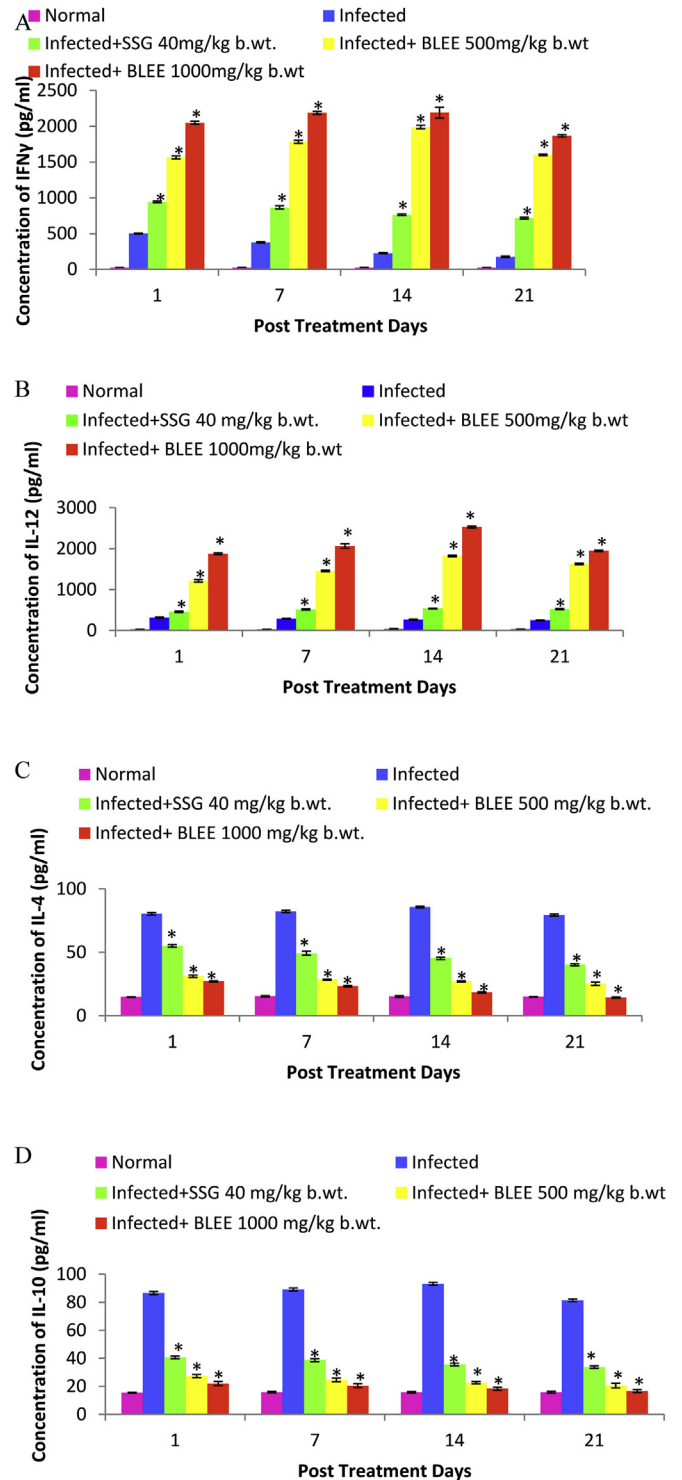 A
Normal
Infected
Infected+SSG 40mg/kg b.wt.
Infected+ BLEE 500mg/kg b.wt
Infected+ BLEE 1000mg/kg b.wt
Concentration of IFNγ (pg/ml)
2500
2000
1500
1000
500
0
* * * * * * * * * * * *
1 7 14 21
Post Treatment Days
B
Normal
Infected
Infected+SSG 40 mg/kg b.wt.
Infected+ BLEE 500mg/kg b.wt
Infected+ BLEE 1000mg/kg b.wt
Concentration of IL-12 (pg/ml)
3000
2000
1000
0
* * * * * * * * * * * *
1 7 14 21
Post Treatment Days
C
Normal
Infected
Infected+SSG 40 mg/kg b.wt.
Infected+ BLEE 500 mg/kg b.wt.
Infected+ BLEE 1000 mg/kg b.wt.
Concentration of IL-4 (pg/ml)
100
50
0
* * * * * * * * * * * *
1 7 14 21
Post Treatment Days
D
Normal
Infected
Infected+SSG 40 mg/kg b.wt.
Infected+ BLEE 500 mg/kg b.wt
Infected+ BLEE 1000 mg/kg b.wt.
Concentration of IL-10 (pg/ml)
100
80
60
40
20
0
* * * * * * * * * * * *
1 7 14 21
Post Treatment Days